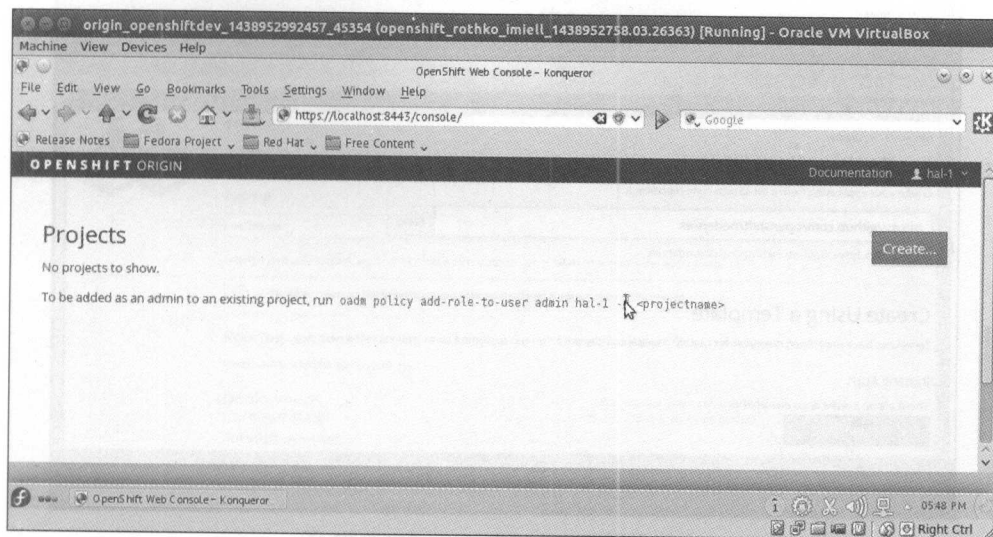 origin_openshiftdev_1438952992457_45354 (openshift_rothko_imiell_1438952758.03.26363) [Running] - Oracle VM VirtualBox
Machine View Devices Help
OpenShift Web Console – Konqueror
File Edit View Go Bookmarks Tools Settings Window Help
https://localhost:8443/console/
Google
Release Notes Fedora Project Red Hat Free Content
OPENSHIFT ORIGIN
Documentation hal-1
Projects
Create...
No projects to show.
To be added as an admin to an existing project, run oadm policy add-role-to-user admin hal-1 <projectname>
OpenShift Web Console – Konqueror
05:48 PM
Right Ctrl